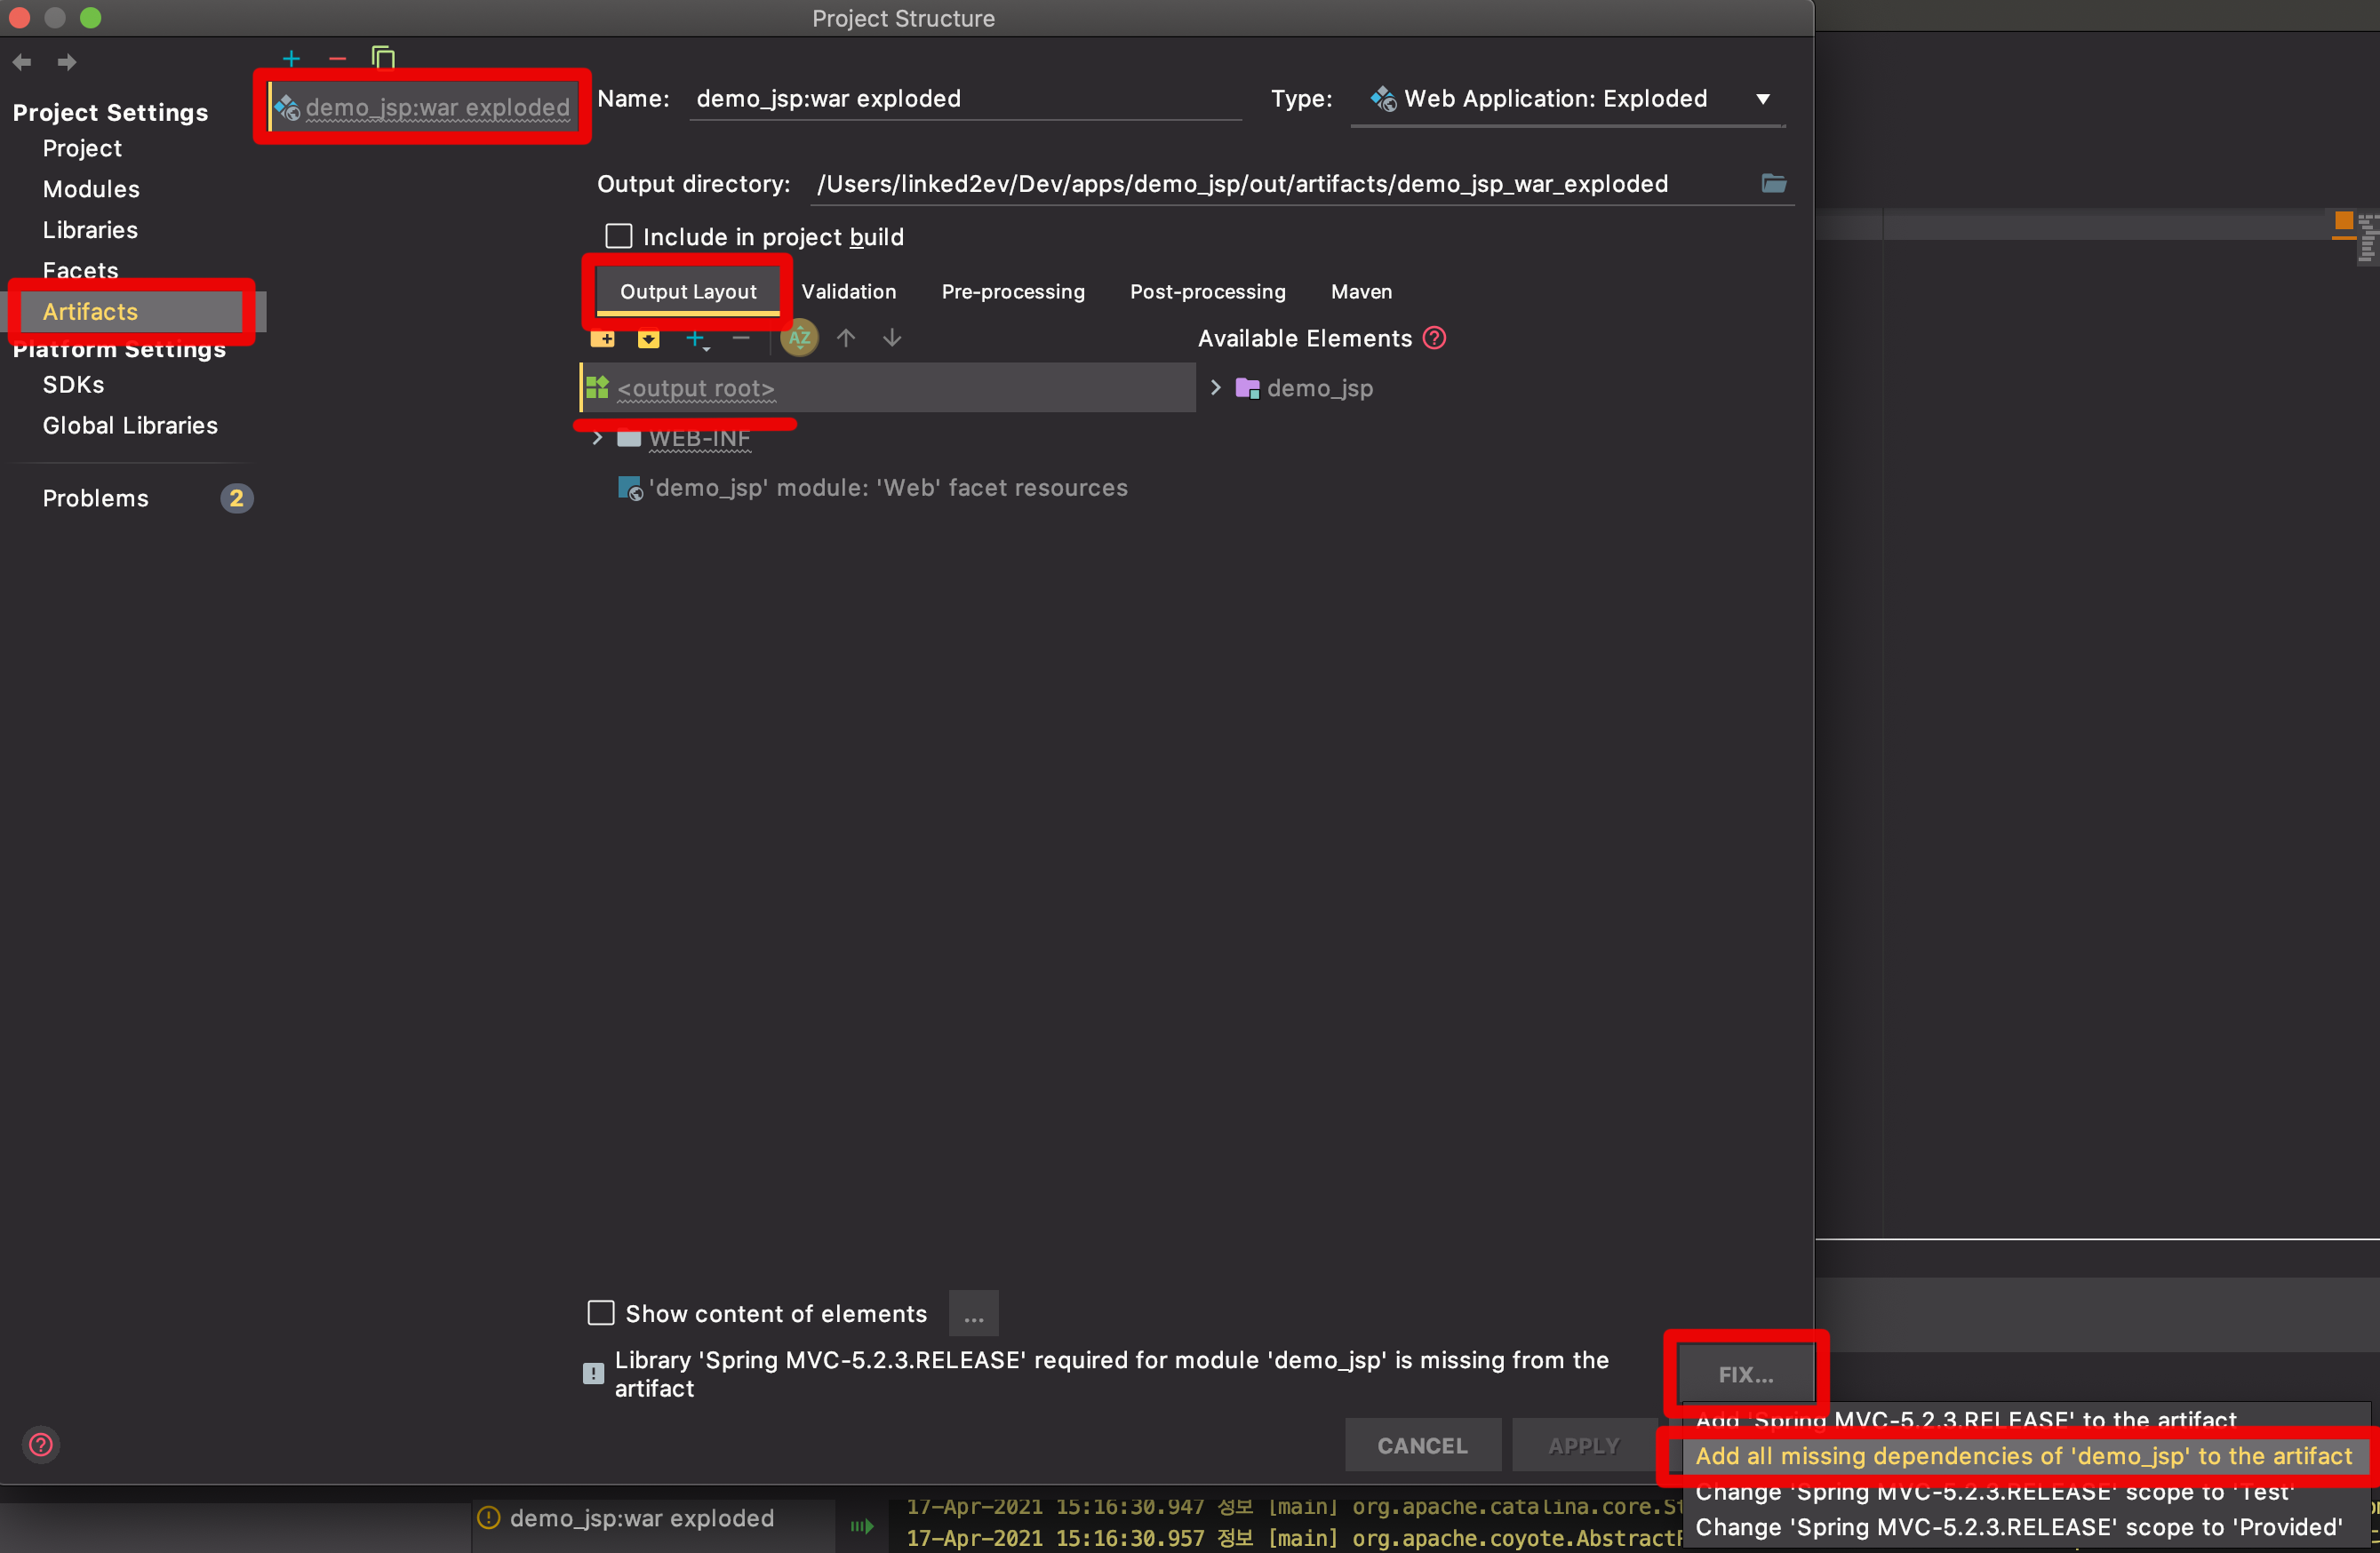 Project Structure
Project Settings
Project
Modules
Libraries
Facets
Artifacts
Platform Settings
SDKs
Global Libraries
Problems 2
demo_jsp:war exploded
Name: demo_jsp:war exploded
Type: Web Application: Exploded
Output directory: /Users/linked2ev/Dev/apps/demo_jsp/out/artifacts/demo_jsp_war_exploded
Include in project build
Output Layout Validation Pre-processing Post-processing Maven
AZ
Available Elements ?
<output root>
demo_jsp
WEB-INF
'demo_jsp' module: 'Web' facet resources
Show content of elements ...
Library 'Spring MVC-5.2.3.RELEASE' required for module 'demo_jsp' is missing from the
artifact
FIX...
?
CANCEL APPLY
Add 'Spring MVC-5.2.3.RELEASE' to the artifact
Add all missing dependencies of 'demo_jsp' to the artifact
Change 'Spring MVC-5.2.3.RELEASE' scope to 'Test'
Change 'Spring MVC-5.2.3.RELEASE' scope to 'Provided'
demo_jsp:war exploded
17-Apr-2021 15:16:30.947 정보 [main] org.apache.catalina.core.St
17-Apr-2021 15:16:30.957 정보 [main] org.apache.coyote.Abstract